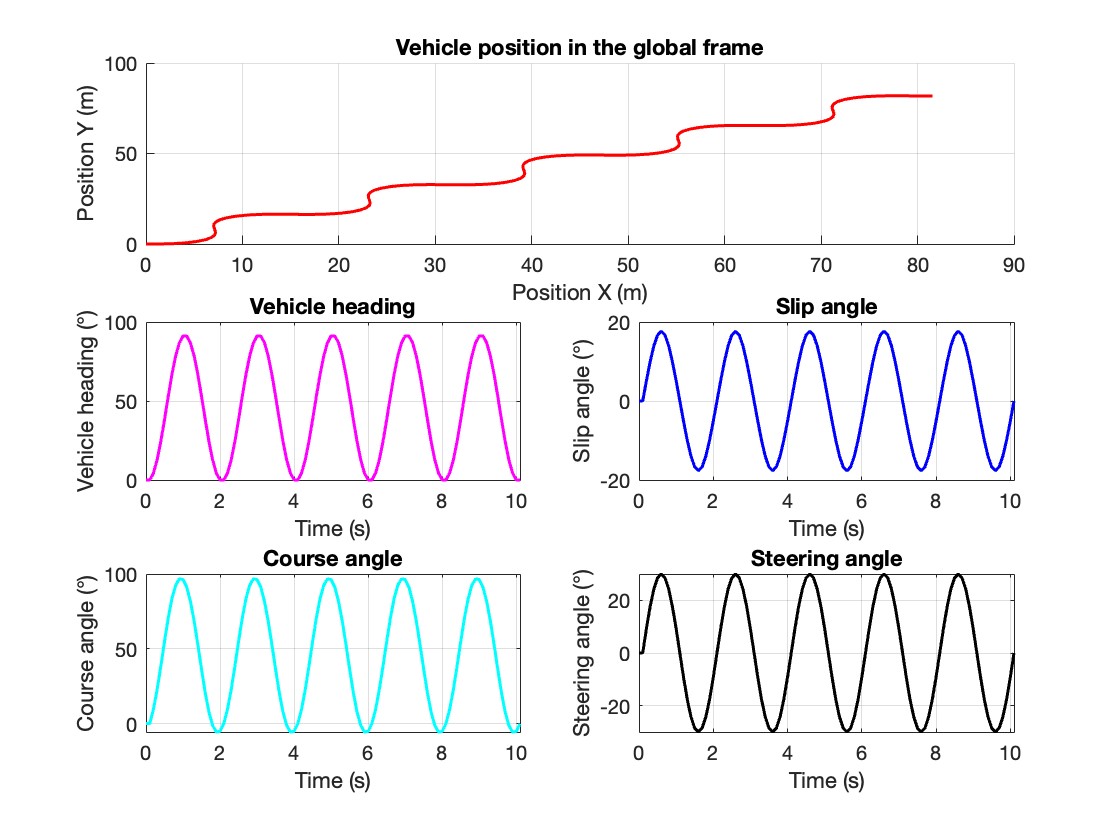 Vehicle position in the global frame
Position Y (m)
100
50
0
0 10 20 30 40 50 60 70 80 90
Position X (m)
Vehicle heading
Vehicle heading (°)
100
50
0
0 2 4 6 8 10
Time (s)
Slip angle
Slip angle (°)
20
0
-20
0 2 4 6 8 10
Time (s)
Course angle
Course angle (°)
100
50
0
0 2 4 6 8 10
Time (s)
Steering angle
Steering angle (°)
20
0
-20
0 2 4 6 8 10
Time (s)